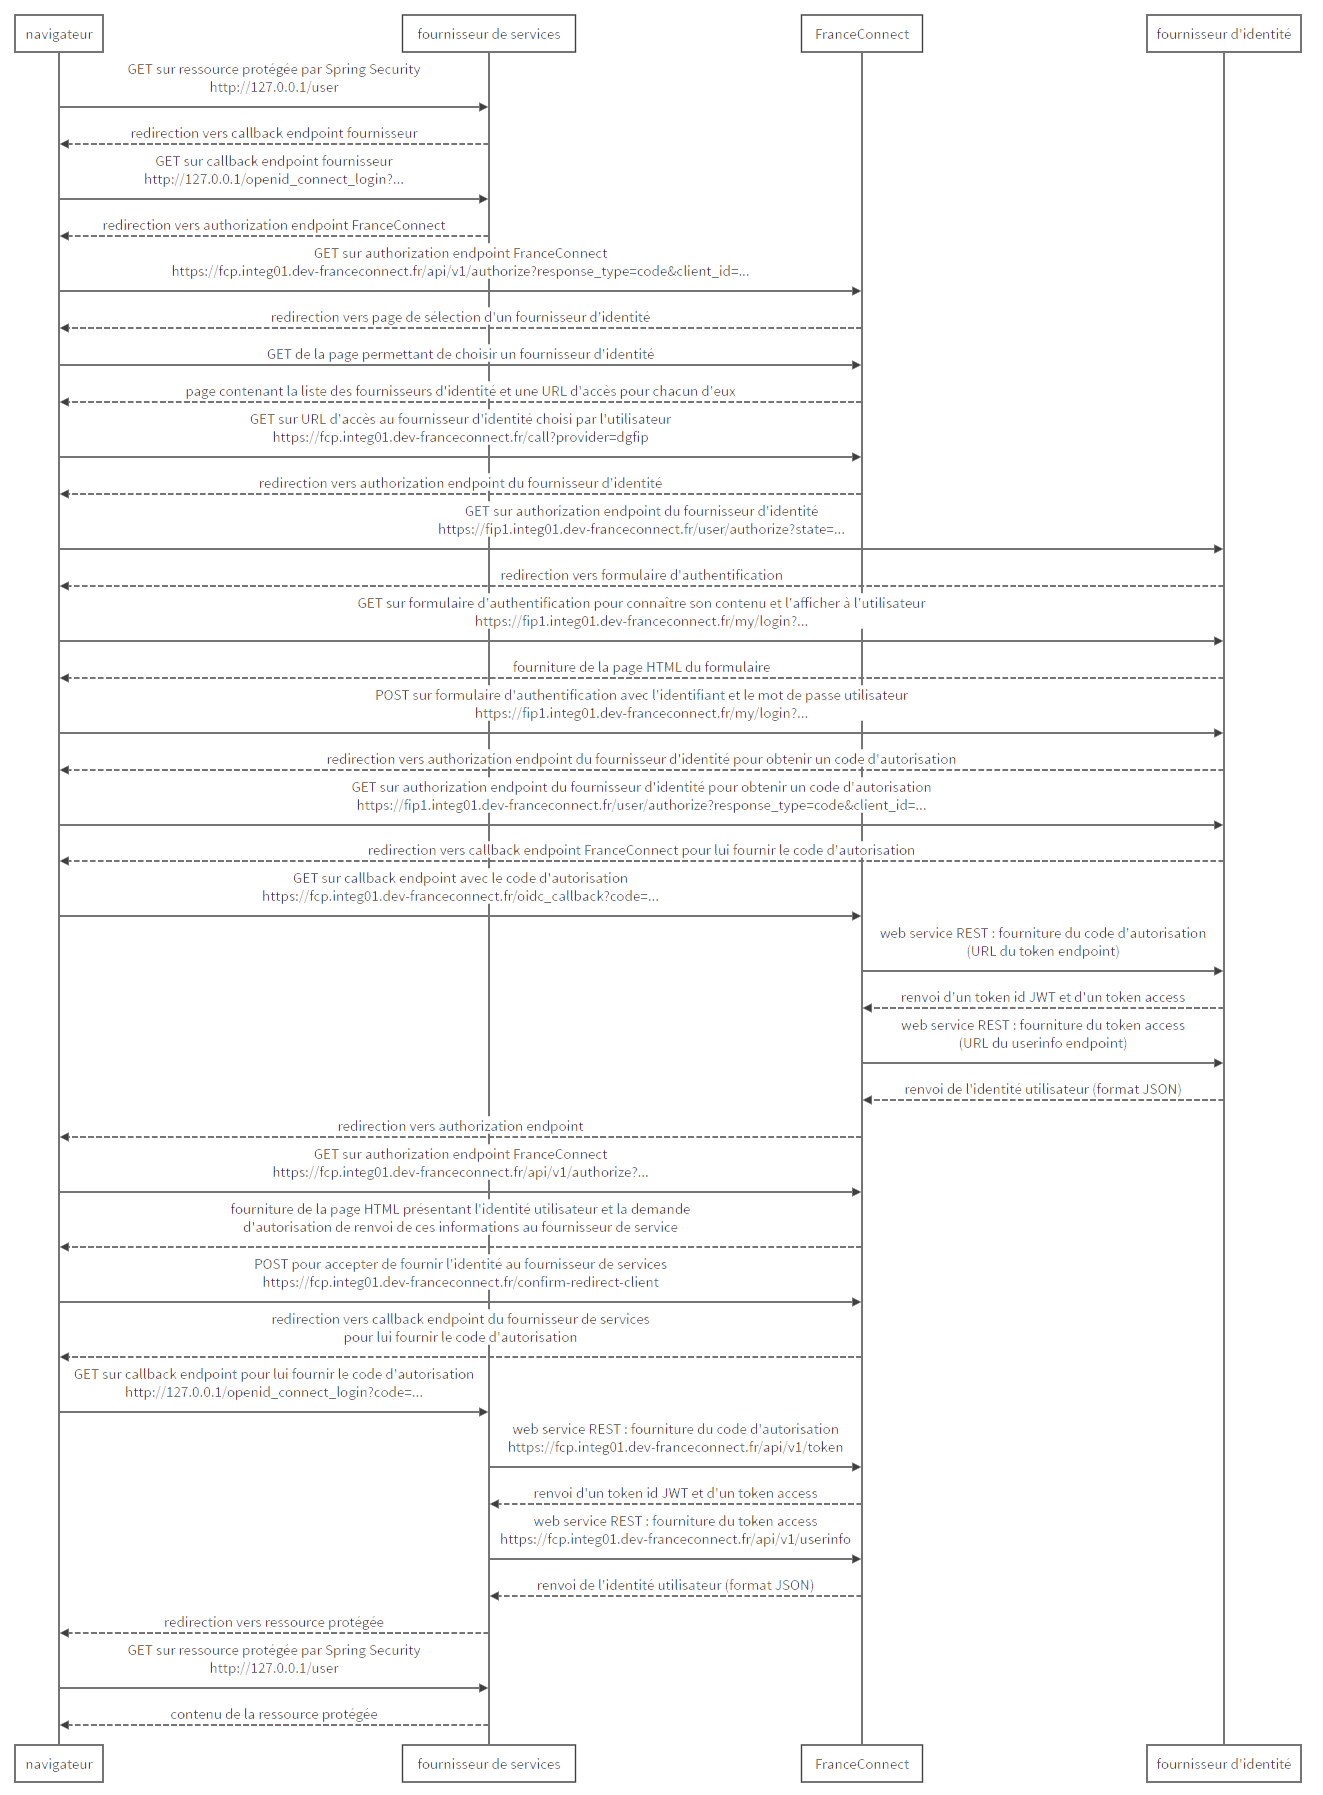 navigateur
fournisseur de services
FranceConnect
fournisseur d'identité
GET sur ressource protégée par Spring Security
http://127.0.0.1/user
redirection vers callback endpoint fournisseur
GET sur callback endpoint fournisseur
http://127.0.0.1/openid_connect_login?...
redirection vers authorization endpoint FranceConnect
GET sur authorization endpoint FranceConnect
https://fcp.integ01.dev-franceconnect.fr/api/v1/authorize?response_type=code&client_id=...
redirection vers page de sélection d'un fournisseur d'identité
GET de la page permettant de choisir un fournisseur d'identité
page contenant la liste des fournisseurs d'identité et une URL d'accès pour chacun d'eux
GET sur URL d'accès au fournisseur d'identité choisi par l'utilisateur
https://fcp.integ01.dev-franceconnect.fr/call?provider=dgfip
redirection vers authorization endpoint du fournisseur d'identité
GET sur authorization endpoint du fournisseur d'identité
https://fip1.integ01.dev-franceconnect.fr/user/authorize?state=...
redirection vers formulaire d'authentification
GET sur formulaire d'authentification pour connaître son contenu et l'afficher à l'utilisateur
https://fip1.integ01.dev-franceconnect.fr/my/login?...
fourniture de la page HTML du formulaire
POST sur formulaire d'authentification avec l'identifiant et le mot de passe utilisateur
https://fip1.integ01.dev-franceconnect.fr/my/login?...
redirection vers authorization endpoint du fournisseur d'identité pour obtenir un code d'autorisation
GET sur authorization endpoint du fournisseur d'identité pour obtenir un code d'autorisation
https://fip1.integ01.dev-franceconnect.fr/user/authorize?response_type=code&client_id=...
redirection vers callback endpoint FranceConnect pour lui fournir le code d'autorisation
GET sur callback endpoint avec le code d'autorisation
https://fcp.integ01.dev-franceconnect.fr/oidc_callback?code=...
web service REST : fourniture du code d'autorisation
(URL du token endpoint)
renvoi d'un token id JWT et d'un token access
web service REST : fourniture du token access
(URL du userinfo endpoint)
renvoi de l'identité utilisateur (format JSON)
redirection vers authorization endpoint
GET sur authorization endpoint FranceConnect
https://fcp.integ01.dev-franceconnect.fr/api/v1/authorize?...
fourniture de la page HTML présentant l'identité utilisateur et la demande
d'autorisation de renvoi de ces informations au fournisseur de service
POST pour accepter de fournir l'identité au fournisseur de services
https://fcp.integ01.dev-franceconnect.fr/confirm-redirect-client
redirection vers callback endpoint du fournisseur de services
pour lui fournir le code d'autorisation
GET sur callback endpoint pour lui fournir le code d'autorisation
http://127.0.0.1/openid_connect_login?code=...
web service REST : fourniture du code d'autorisation
https://fcp.integ01.dev-franceconnect.fr/api/v1/token
renvoi d'un token id JWT et d'un token access
web service REST : fourniture du token access
https://fcp.integ01.dev-franceconnect.fr/api/v1/userinfo
renvoi de l'identité utilisateur (format JSON)
redirection vers ressource protégée
GET sur ressource protégée par Spring Security
http://127.0.0.1/user
contenu de la ressource protégée
navigateur
fournisseur de services
FranceConnect
fournisseur d'identité